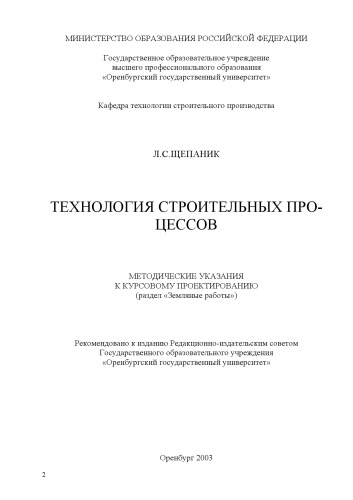 МИНИСТЕРСТВО ОБРАЗОВАНИЯ РОССИЙСКОЙ ФЕДЕРАЦИИ
Государственное образовательное учреждение
высшего профессионального образования
«Оренбургский государственный университет»
Кафедра технологии строительного производства
Л.С.ЩЕПАНИК
ТЕХНОЛОГИЯ СТРОИТЕЛЬНЫХ ПРО-
ЦЕССОВ
МЕТОДИЧЕСКИЕ УКАЗАНИЯ
К КУРСОВОМУ ПРОЕКТИРОВАНИЮ
(раздел «Земляные работы»)
Рекомендовано к изданию Редакционно-издательским советом
Государственного образовательного учреждения
«Оренбургский государственный университет»
Оренбург 2003
2